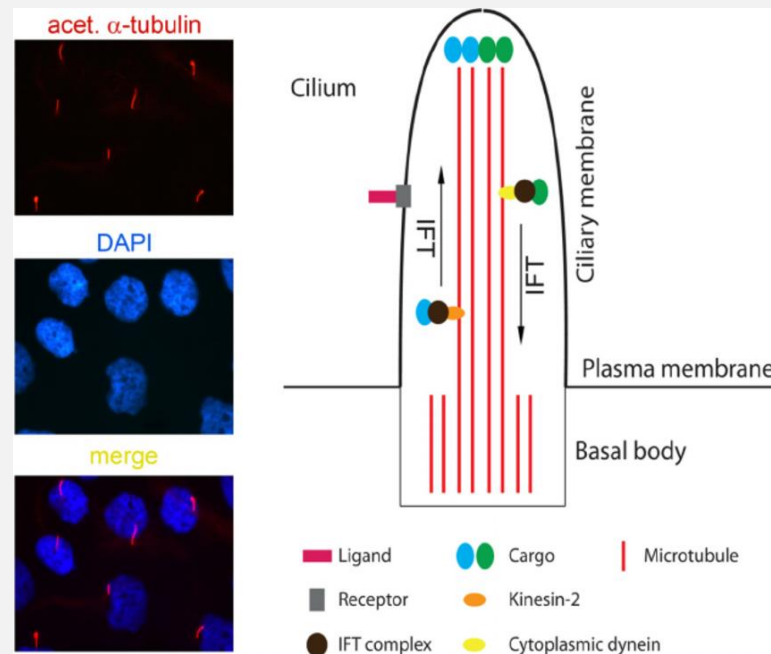 acet. α-tubulin
DAPI
merge
Cilium
Ciliary membrane
IFT
IFT
Plasma membrane
Basal body
Ligand
Cargo
Microtubule
Receptor
Kinesin-2
IFT complex
Cytoplasmic dynein